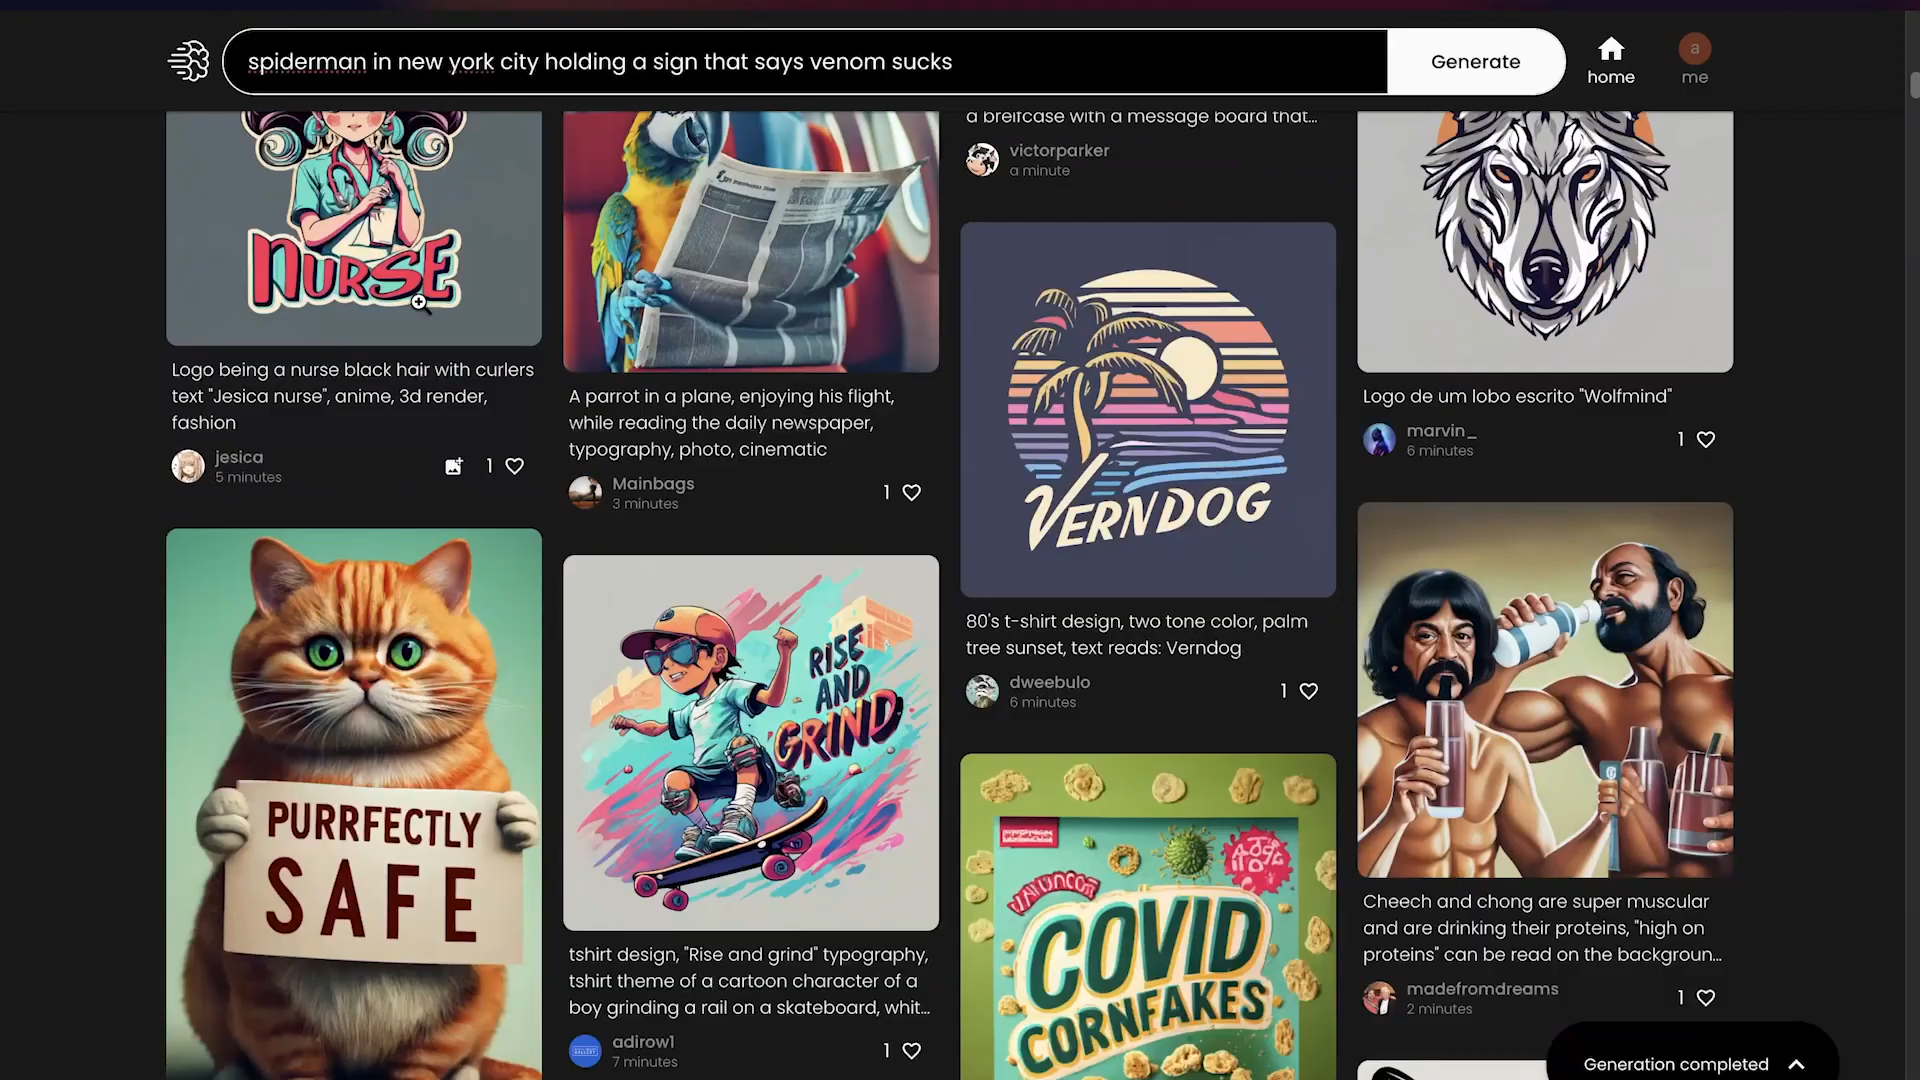 spiderman in new york city holding a sign that says venom sucks
Generate
home
a
me
NURSE
Logo being a nurse black hair with curlers
text "Jesica nurse", anime, 3d render,
fashion
jesica
5 minutes
1
PURRFECTLY
SAFE
A parrot in a plane, enjoying his flight,
while reading the daily newspaper,
typography, photo, cinematic
Mainbags
3 minutes
1
RISE
AND
GRIND
tshirt design, "Rise and grind" typography,
tshirt theme of a cartoon character of a
boy grinding a rail on a skateboard, whit...
adirow1
7 minutes
1
a breifcase with a message board that...
victorparker
a minute
VERNDOG
80's t-shirt design, two tone color, palm
tree sunset, text reads: Verndog
dweebulo
6 minutes
1
COVID
CORNFAKES
Logo de um lobo escrito "Wolfmind"
marvin_
6 minutes
1
Cheech and chong are super muscular
and are drinking their proteins, "high on
proteins" can be read on the backgroun...
madefromdreams
2 minutes
1
Generation completed